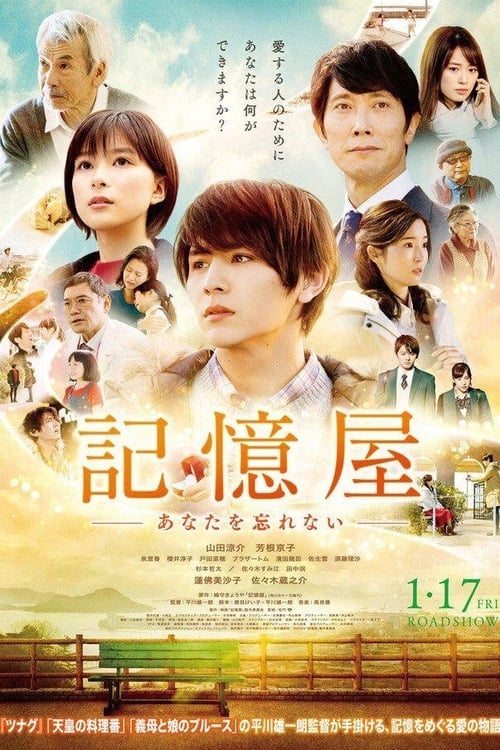 愛する人のために
あなたは何が
できますか?
記憶屋
あなたを忘れない
山田涼介 芳根京子
泉里香 櫻井淳子 戸田菜穂 ブラザートム 濱田龍臣 佐生雪 須藤理沙
杉本哲太 / 佐々木すみ江 田中泯
蓮佛美沙子 佐々木蔵之介
1・17 FRI
ROADSHOW
『ツナグ』「天皇の料理番」「義母と娘のブルース」の平川雄一朗監督が手掛ける、記憶をめぐる愛の物語